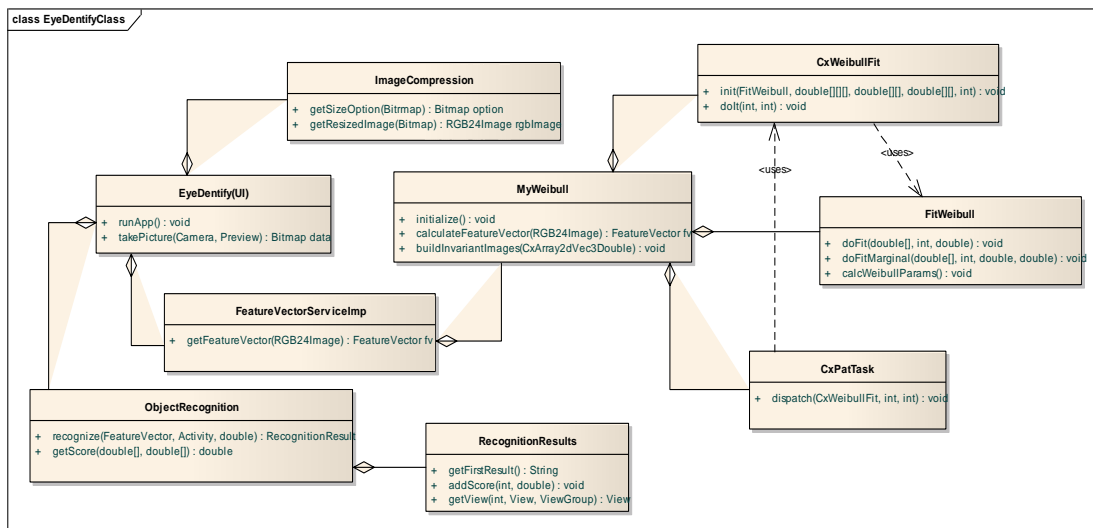 class EyeDentifyClass
ImageCompression
+ getSizeOption(Bitrmap) : Bitmap option
+ getResizedImage(Bitmap) : RGB24Image rgbImage
CxWeibullFit
+ init(FitWeibull, double[][][], double[][], double[][], int) : void
+ doIt(int, int) : void
EyeDentify(UI)
+ runApp() : void
+ takePicture(Camera, Preview) : Bitmap data
MyWeibull
+ initialize() : void
+ calculateFeatureVector(RGB24Image) : FeatureVector fv
+ buildInvariantImages(CxArray2dVec3Double) : void
<uses>
<uses>
FitWeibull
+ doFit(double[], int, double) : void
+ doFitMarginal(double[], int, double, double) : void
+ calcWeibullParams() : void
FeatureVectorServiceImp
+ getFeatureVector(RGB24Image) : FeatureVector fv
CxPatTask
+ dispatch(CxWeibullFit, int, int) : void
ObjectRecognition
+ recognize(FeatureVector, Activity, double) : RecognitionResult
+ getScore(double[], double[]) : double
RecognitionResults
+ getFirstResult() : String
+ addScore(int, double) : void
+ getView(int, View, ViewGroup) : View